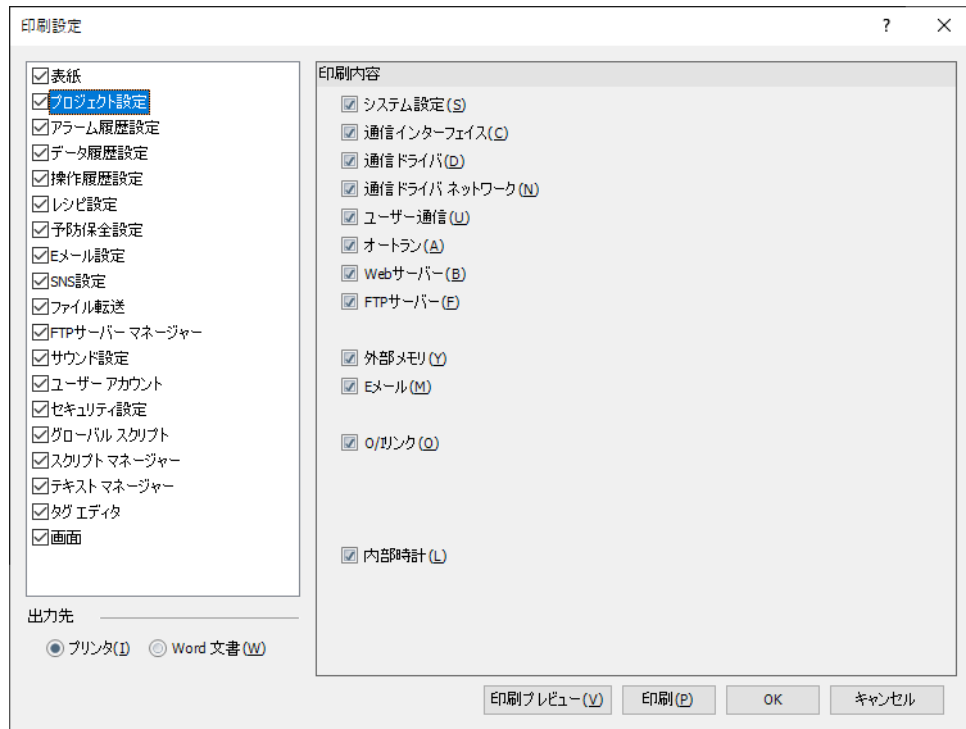 印刷設定
?
表紙
プロジェクト設定
アラーム履歴設定
データ履歴設定
操作履歴設定
レシピ設定
予防保全設定
Eメール設定
SNS設定
ファイル転送
FTPサーバー マネージャー
サウンド設定
ユーザー アカウント
セキュリティ設定
グローバル スクリプト
スクリプト マネージャー
テキスト マネージャー
タグ エディタ
画面
出力先
プリンタ(I) Word 文書(W)
印刷内容
システム設定(S)
通信インターフェイス(C)
通信ドライバ(D)
通信ドライバ ネットワーク(N)
ユーザー通信(U)
オートラン(A)
Webサーバー(B)
FTPサーバー(F)
外部メモリ(Y)
Eメール(M)
O/Iリンク(O)
内部時計(L)
印刷プレビュー(V) 印刷(P) OK キャンセル